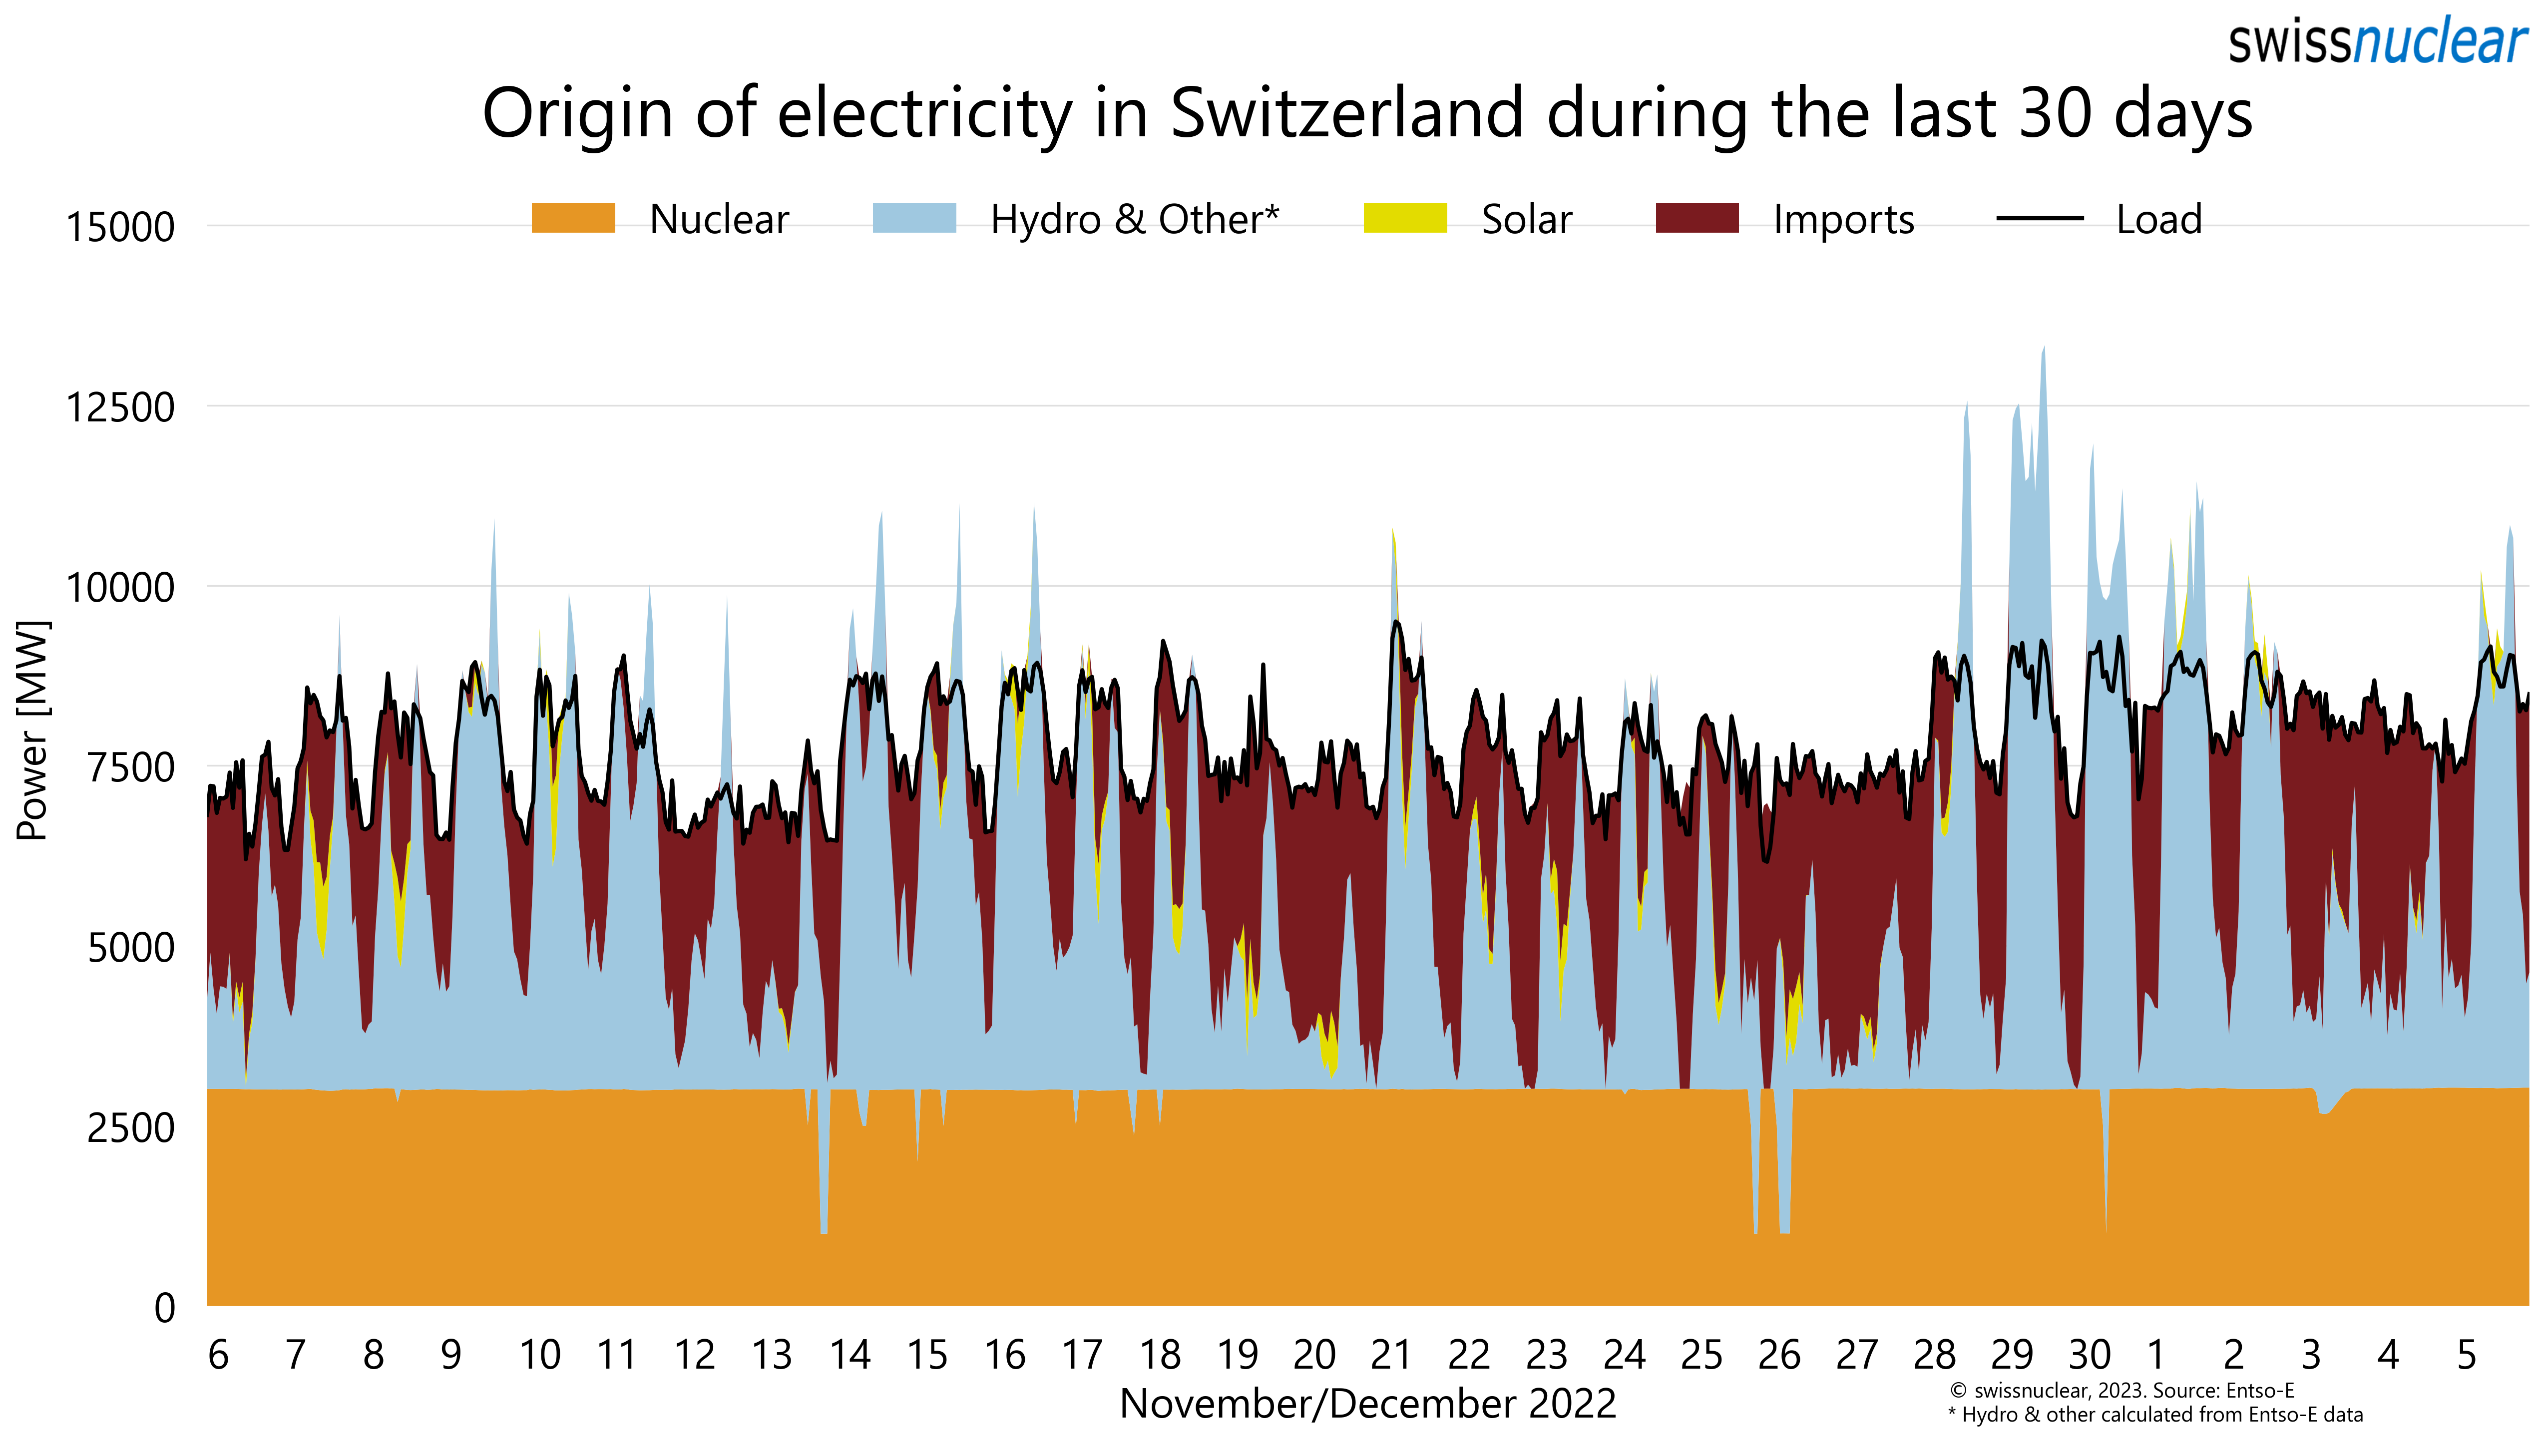 swissnuclear
Origin of electricity in Switzerland during the last 30 days
Nuclear Hydro & Other* Solar Imports Load
15000
12500
10000
7500
5000
2500
0
Power [MW]
6 7 8 9 10 11 12 13 14 15 16 17 18 19 20 21 22 23 24 25 26 27 28 29 30 1 2 3 4 5
November/December 2022
© swissnuclear, 2023. Source: Entso-E
* Hydro & other calculated from Entso-E data